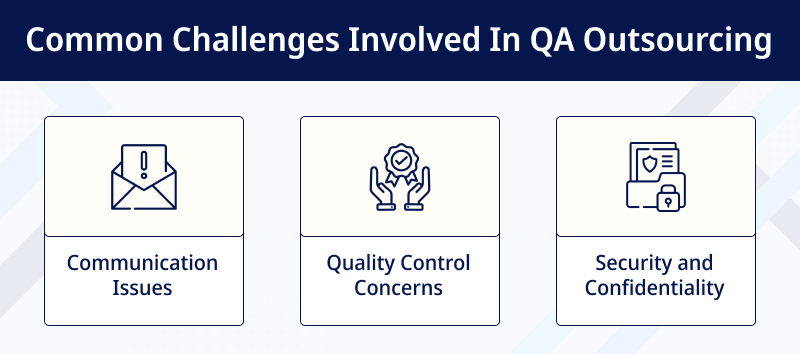 Common Challenges Involved In QA Outsourcing
Communication
Issues
Quality Control
Concerns
Security and
Confidentiality